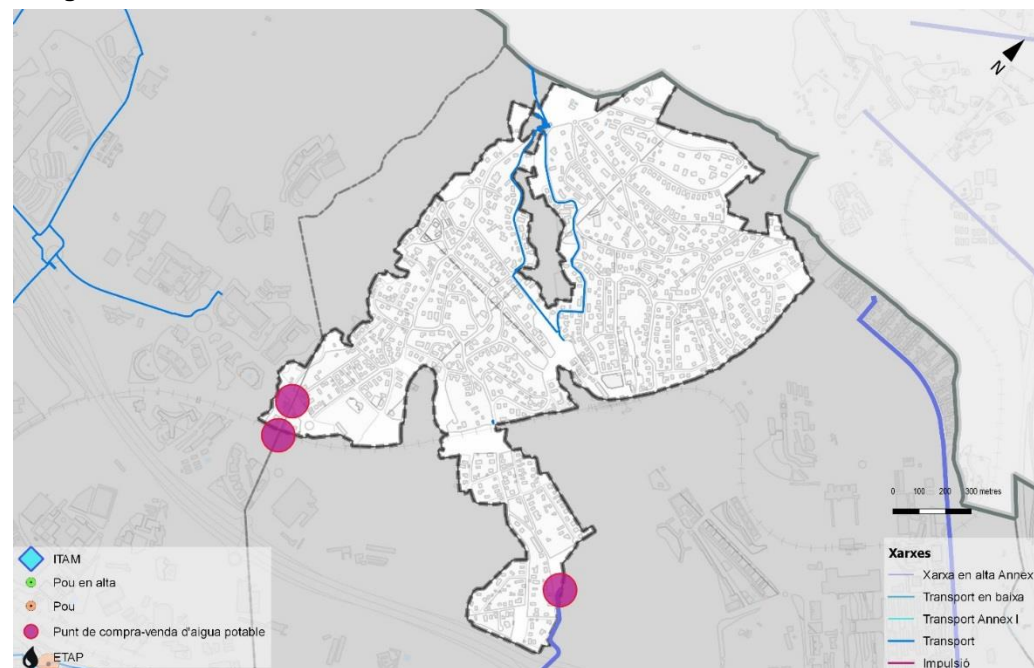 N
0 100 200 300 metres
ITAM
Pou en alta
Pou
Punt de compra-venda d'aigua potable
ETAP
Xarxes
Xarxa en alta Annex
Transport en baixa
Transport Annex I
Transport
Impulsió